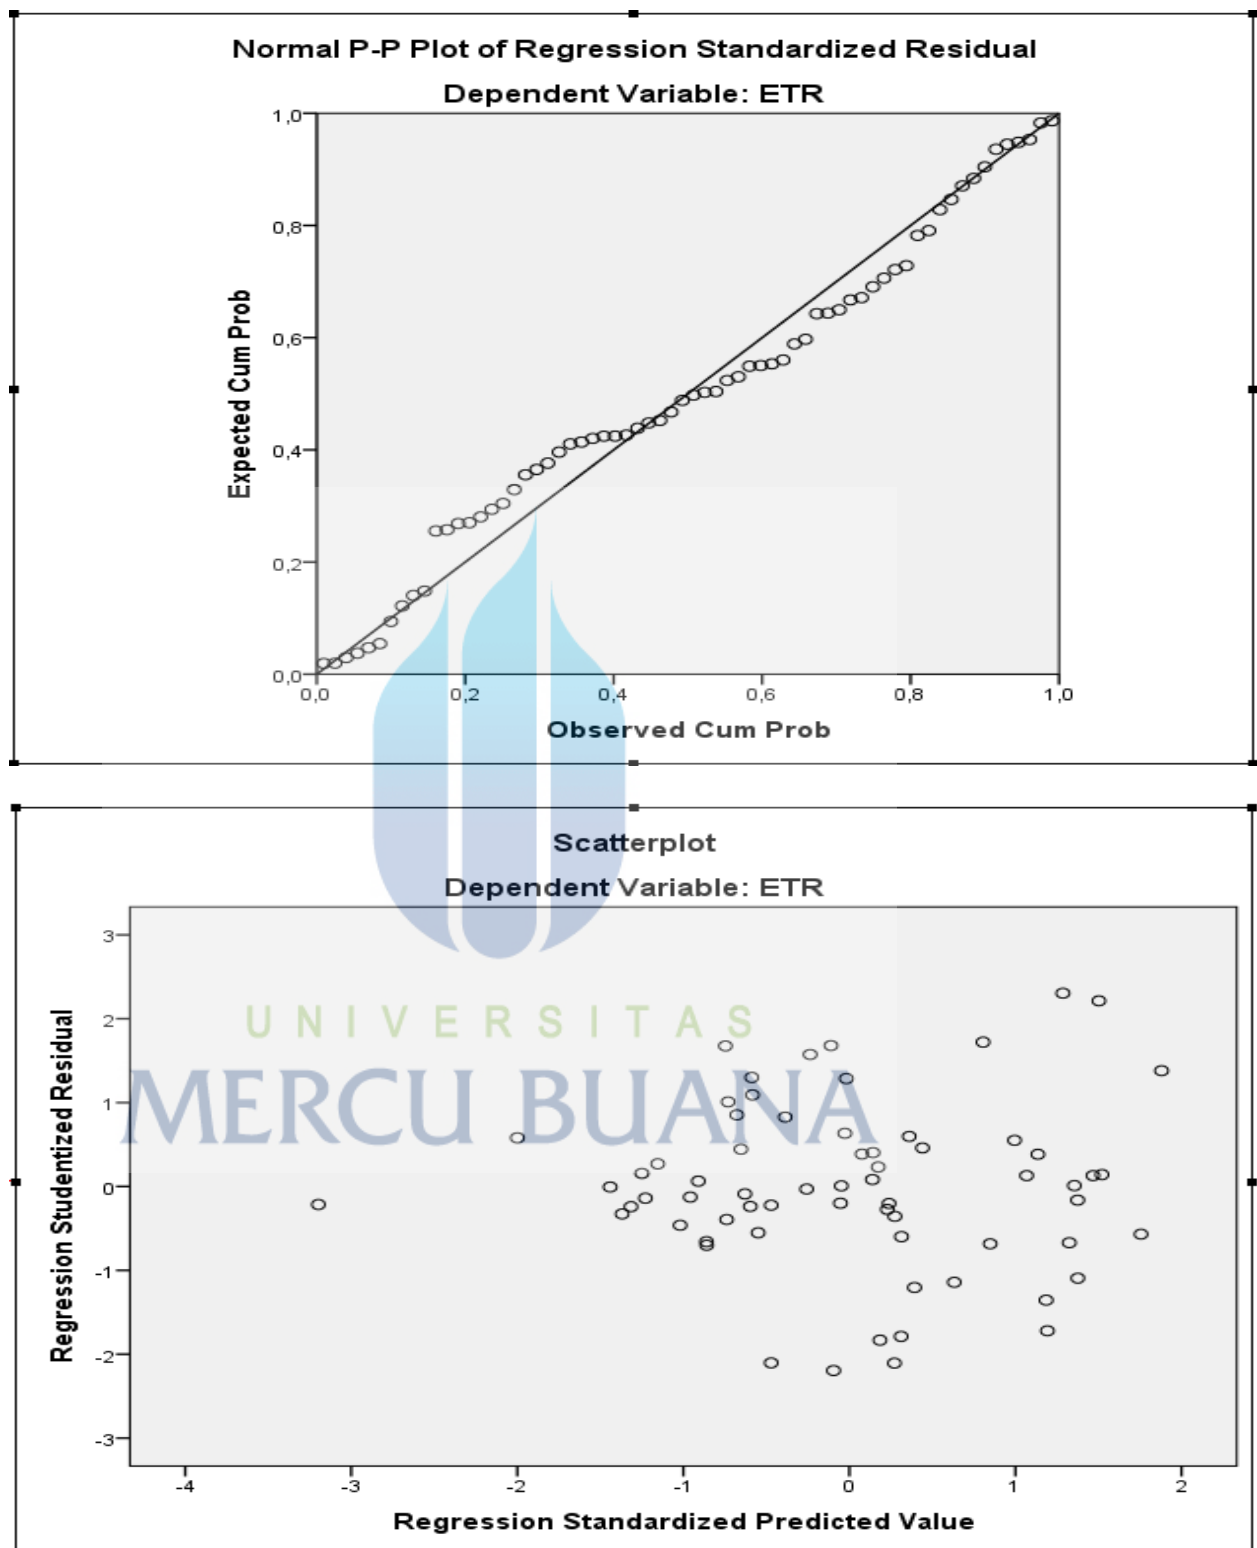 Normal P-P Plot of Regression Standardized Residual
Dependent Variable: ETR
1,0
0,8
0,6
0,4
0,2
0,0
Expected Cum Prob
0,0 0,2 0,4 0,6 0,8 1,0
Observed Cum Prob
Scatterplot
Dependent Variable: ETR
3
2
1
0
-1
-2
-3
Regression Studentized Residual
UNIVERSITAS
MERCU BUANA
-4 -3 -2 -1 0 1 2
Regression Standardized Predicted Value